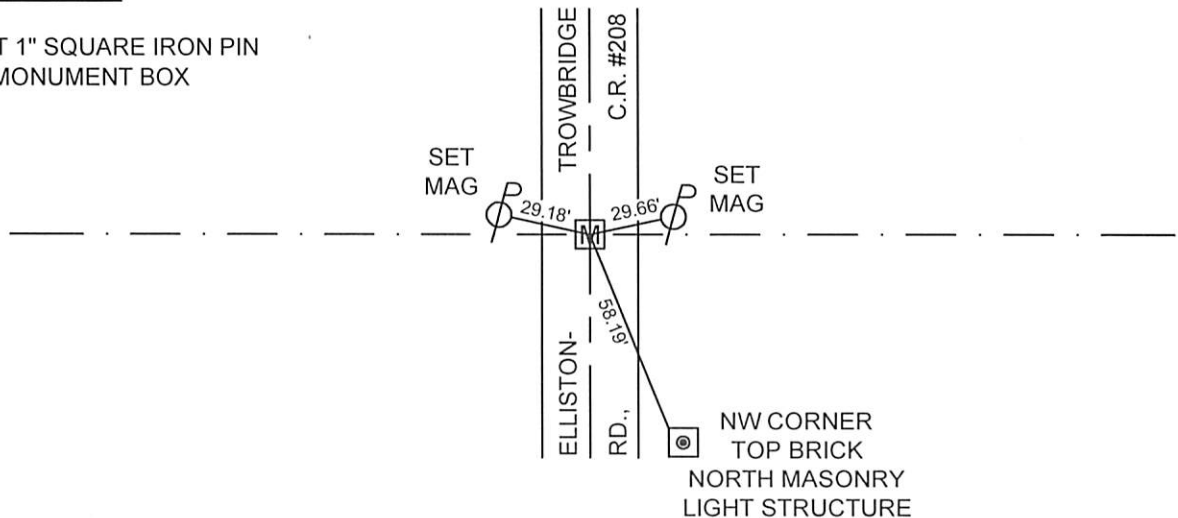 1" SQUARE IRON PIN
MONUMENT BOX
TROWBRIDGE
C.R. #208
SET
MAG
SET
MAG
29.18'
29.66'
M
58.19'
ELLISTON-
RD.,
NW CORNER
TOP BRICK
NORTH MASONRY
LIGHT STRUCTURE